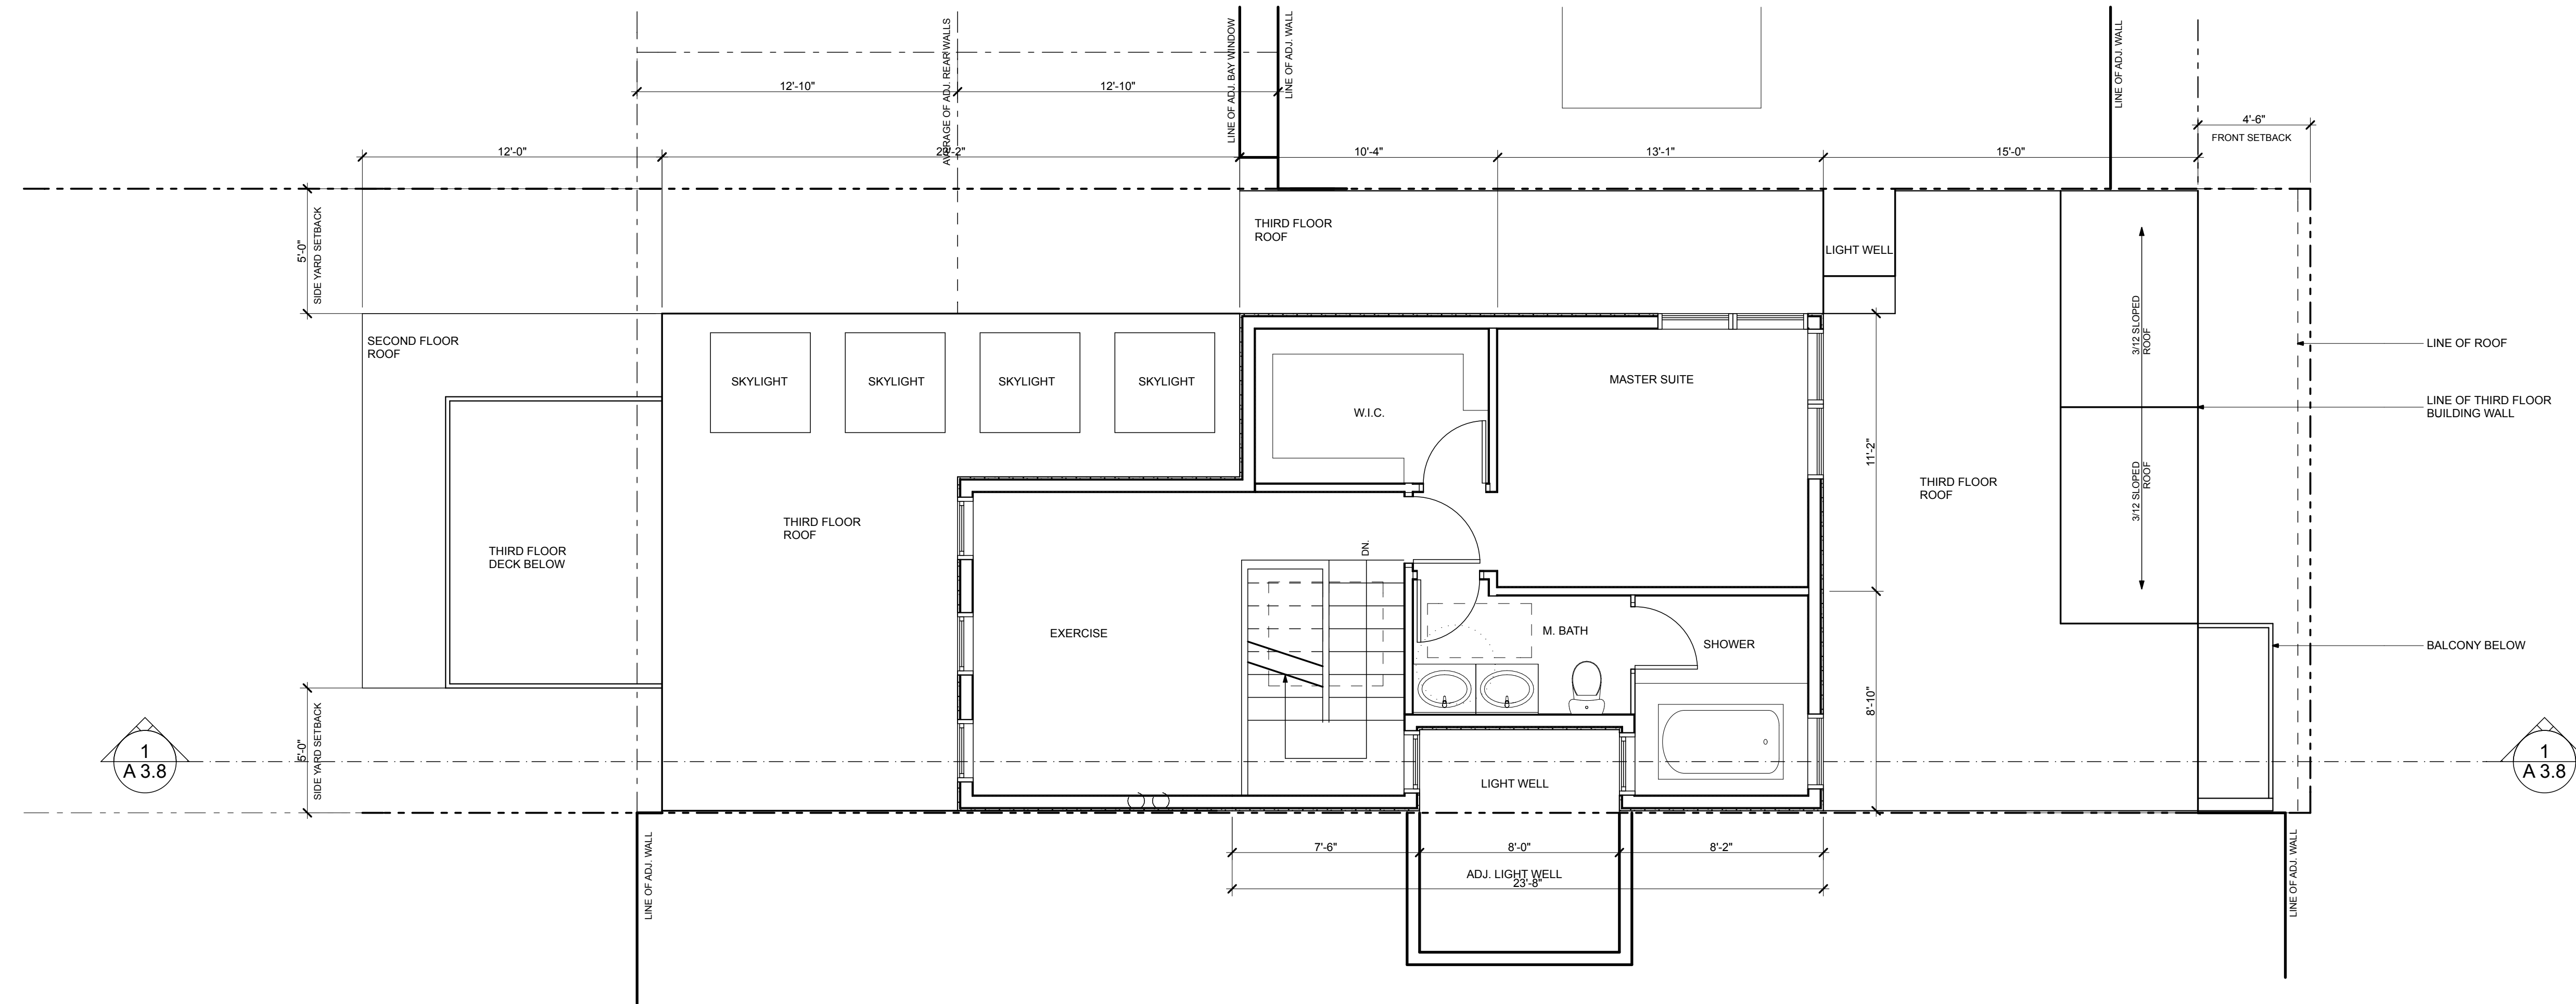 AVERAGE OF ADJ. REAR WALLS
LINE OF ADJ. BAY WINDOW
LINE OF ADJ. WALL
LINE OF ADJ. WALL
12'-10"
12'-10"
4'-6"
FRONT SETBACK
12'-0"
23'-2"
10'-4"
13'-1"
15'-0"
5'-0"
SIDE YARD SETBACK
THIRD FLOOR
ROOF
LIGHT WELL
SECOND FLOOR
ROOF
3/12 SLOPED
ROOF
LINE OF ROOF
SKYLIGHT
SKYLIGHT
SKYLIGHT
SKYLIGHT
W.I.C.
MASTER SUITE
LINE OF THIRD FLOOR
BUILDING WALL
11'-2"
THIRD FLOOR
ROOF
3/12 SLOPED
ROOF
THIRD FLOOR
ROOF
THIRD FLOOR
DECK BELOW
DN.
EXERCISE
M. BATH
SHOWER
BALCONY BELOW
8'-10"
5'-0"
SIDE YARD SETBACK
1
A 3.8
1
A 3.8
LIGHT WELL
LINE OF ADJ. WALL
7'-6"
8'-0"
8'-2"
ADJ. LIGHT WELL
23'-8"
LINE OF ADJ. WALL